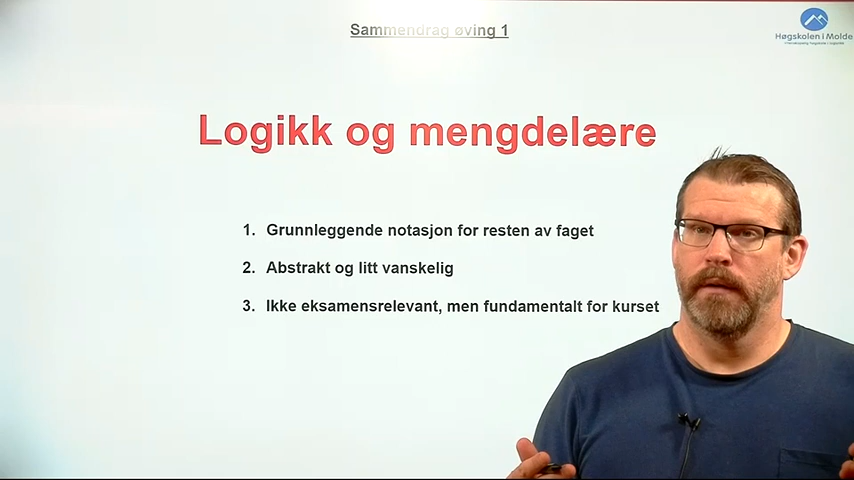 Sammendrag øving 1
Høgskolen i Molde
Logikk og mengdelære
1. Grunnleggende notasjon for resten av faget
2. Abstrakt og litt vanskelig
3. Ikke eksamensrelevant, men fundamentalt for kurset